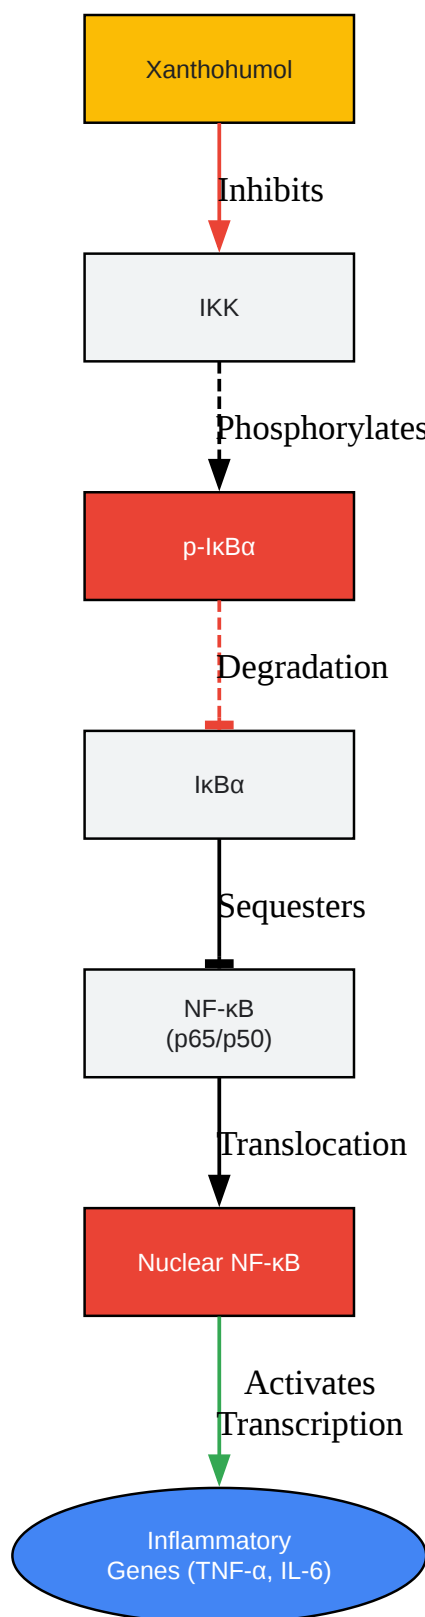 Xanthohumol
Inhibits
IKK
Phosphorylates
p-IκBα
Degradation
IκBα
Sequesters
NF-κB
(p65/p50)
Translocation
Nuclear NF-κB
Activates
Transcription
Inflammatory
Genes (TNF-α, IL-6)